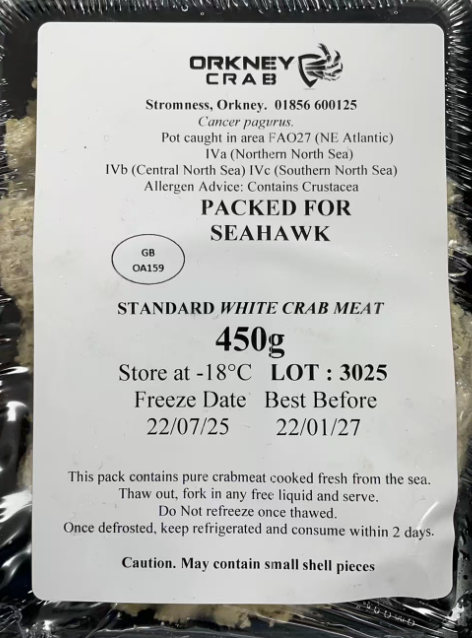 ORKNEY
CRAB
Stromness, Orkney. 01856 600125
Cancer pagurus.
Pot caught in area FAO27 (NE Atlantic)
IVa (Northern North Sea)
IVb (Central North Sea) IVc (Southern North Sea)
Allergen Advice: Contains Crustacea
PACKED FOR
SEAHAWK
GB
OA159
STANDARD WHITE CRAB MEAT
450g
Store at -18°C LOT : 3025
Freeze Date Best Before
22/07/25 22/01/27
This pack contains pure crabmeat cooked fresh from the sea.
Thaw out, fork in any free liquid and serve.
Do Not refreeze once thawed.
Once defrosted, keep refrigerated and consume within 2 days.
Caution. May contain small shell pieces